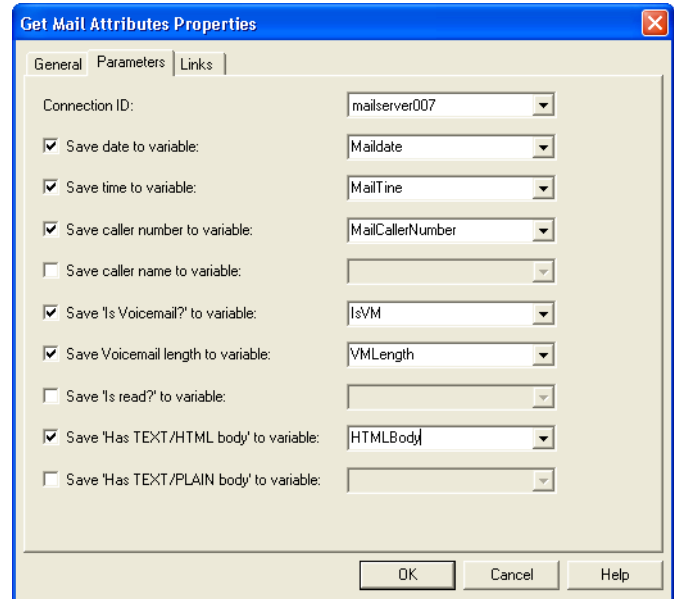 Get Mail Attributes Properties
General Parameters Links
Connection ID: mailserver007
Save date to variable: Maildate
Save time to variable: MailTine
Save caller number to variable: MailCallerNumber
Save caller name to variable:
Save 'Is Voicemail?' to variable: IsVM
Save Voicemail length to variable: VMLength
Save 'Is read?' to variable:
Save 'Has TEXT/HTML body' to variable: HTMLBody
Save 'Has TEXT/PLAIN body' to variable:
OK Cancel Help